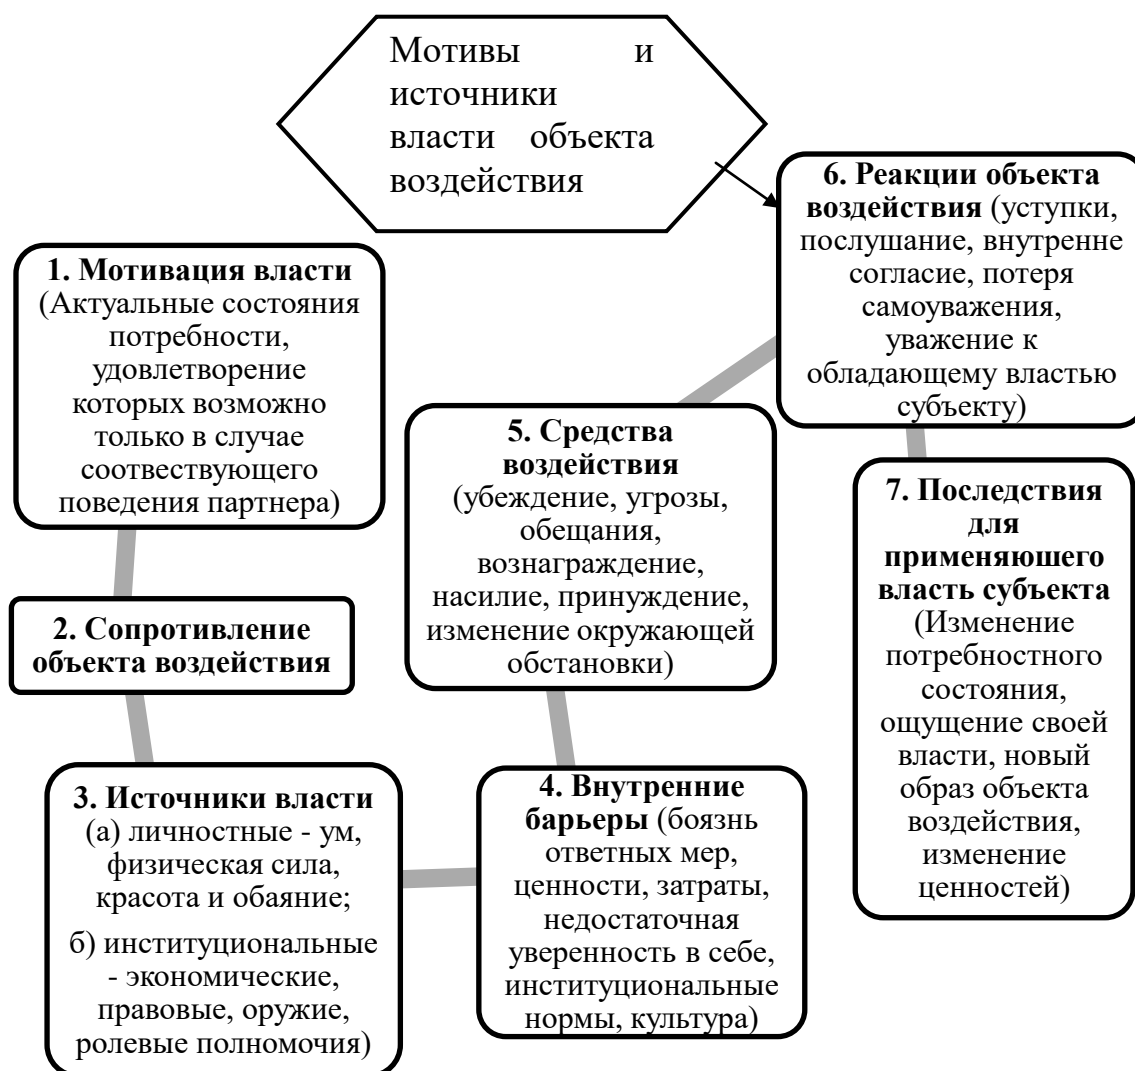 Мотивы и
источники
власти объекта
воздействия
1. Мотивация власти
(Актуальные состояния
потребности,
удовлетворение
которых возможно
только в случае
соотвествующего
поведения партнера)
2. Сопротивление
объекта воздействия
3. Источники власти
(а) личностные - ум,
физическая сила,
красота и обаяние;
б) институциональные
- экономические,
правовые, оружие,
ролевые полномочия)
4. Внутренние
барьеры (боязнь
ответных мер,
ценности, затраты,
недостаточная
уверенность в себе,
институциональные
нормы, культура)
5. Средства
воздействия
(убеждение, угрозы,
обещания,
вознаграждение,
насилие, принуждение,
изменение окружающей
обстановки)
6. Реакции объекта
воздействия (уступки,
послушание, внутренне
согласие, потеря
самоуважения,
уважение к
обладающему властью
субъекту)
7. Последствия
для
применяюшего
власть субъекта
(Изменение
потребностного
состояния,
ощущение своей
власти, новый
образ объекта
воздействия,
изменение
ценностей)